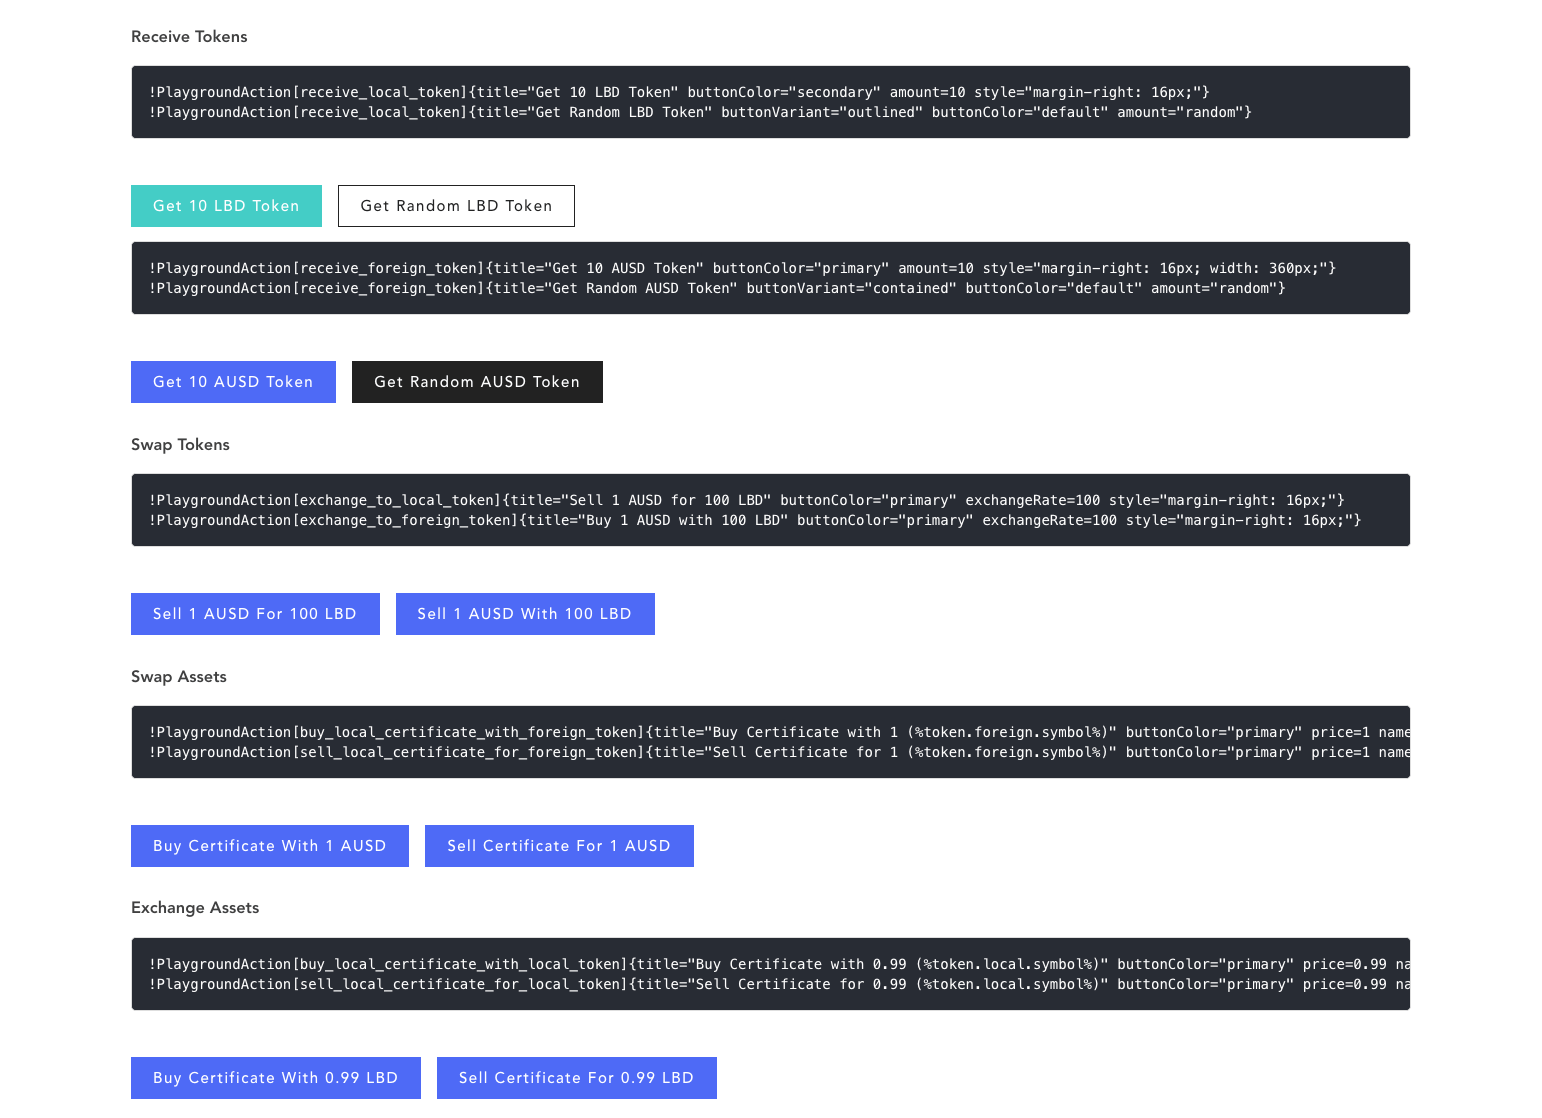 Receive Tokens
!PlaygroundAction[receive_local_token]{title="Get 10 LBD Token" buttonColor="secondary" amount=10 style="margin-right: 16px;"}
!PlaygroundAction[receive_local_token]{title="Get Random LBD Token" buttonVariant="outlined" buttonColor="default" amount="random"}
Get 10 LBD Token Get Random LBD Token
!PlaygroundAction[receive_foreign_token]{title="Get 10 AUSD Token" buttonColor="primary" amount=10 style="margin-right: 16px; width: 360px;"}
!PlaygroundAction[receive_foreign_token]{title="Get Random AUSD Token" buttonVariant="contained" buttonColor="default" amount="random"}
Get 10 AUSD Token Get Random AUSD Token
Swap Tokens
!PlaygroundAction[exchange_to_local_token]{title="Sell 1 AUSD for 100 LBD" buttonColor="primary" exchangeRate=100 style="margin-right: 16px;"}
!PlaygroundAction[exchange_to_foreign_token]{title="Buy 1 AUSD with 100 LBD" buttonColor="primary" exchangeRate=100 style="margin-right: 16px;"}
Sell 1 AUSD For 100 LBD Sell 1 AUSD With 100 LBD
Swap Assets
!PlaygroundAction[buy_local_certificate_with_foreign_token]{title="Buy Certificate with 1 (%token.foreign.symbol%)" buttonColor="primary" price=1 name
!PlaygroundAction[sell_local_certificate_for_foreign_token]{title="Sell Certificate for 1 (%token.foreign.symbol%)" buttonColor="primary" price=1 name
Buy Certificate With 1 AUSD Sell Certificate For 1 AUSD
Exchange Assets
!PlaygroundAction[buy_local_certificate_with_local_token]{title="Buy Certificate with 0.99 (%token.local.symbol%)" buttonColor="primary" price=0.99 na
!PlaygroundAction[sell_local_certificate_for_local_token]{title="Sell Certificate for 0.99 (%token.local.symbol%)" buttonColor="primary" price=0.99 na
Buy Certificate With 0.99 LBD Sell Certificate For 0.99 LBD